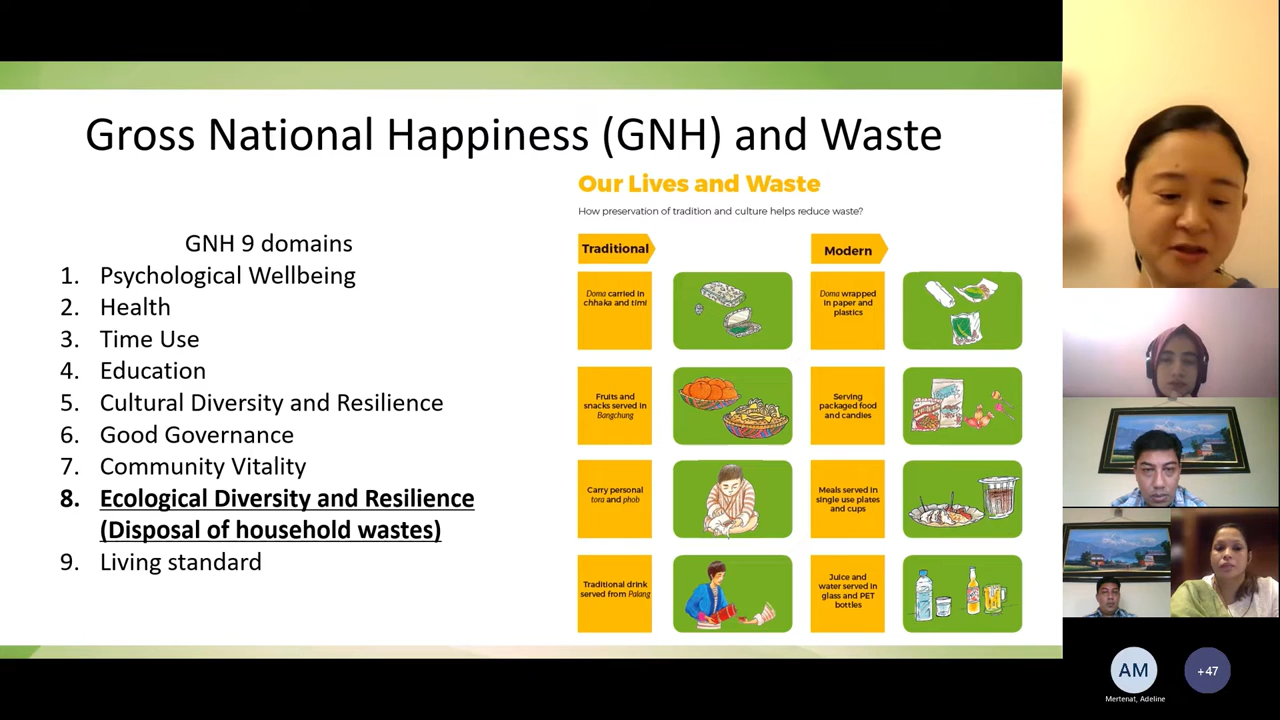 Gross National Happiness (GNH) and Waste
GNH 9 domains
1. Psychological Wellbeing
2. Health
3. Time Use
4. Education
5. Cultural Diversity and Resilience
6. Good Governance
7. Community Vitality
8. Ecological Diversity and Resilience
(Disposal of household wastes)
9. Living standard
Our Lives and Waste
How preservation of tradition and culture helps reduce waste?
Traditional
Modern
Doma carried in
chhaka and timi
Doma wrapped
in paper and
plastics
Fruits and
snacks served in
Bangchung
Serving
packaged food
and candies
Carry personal
tora and phob
Meals served in
single use plates
and cups
Traditional drink
served from Palang
Juice and
water served in
glass and PET
bottles
AM
Mertenat, Adeline
+47